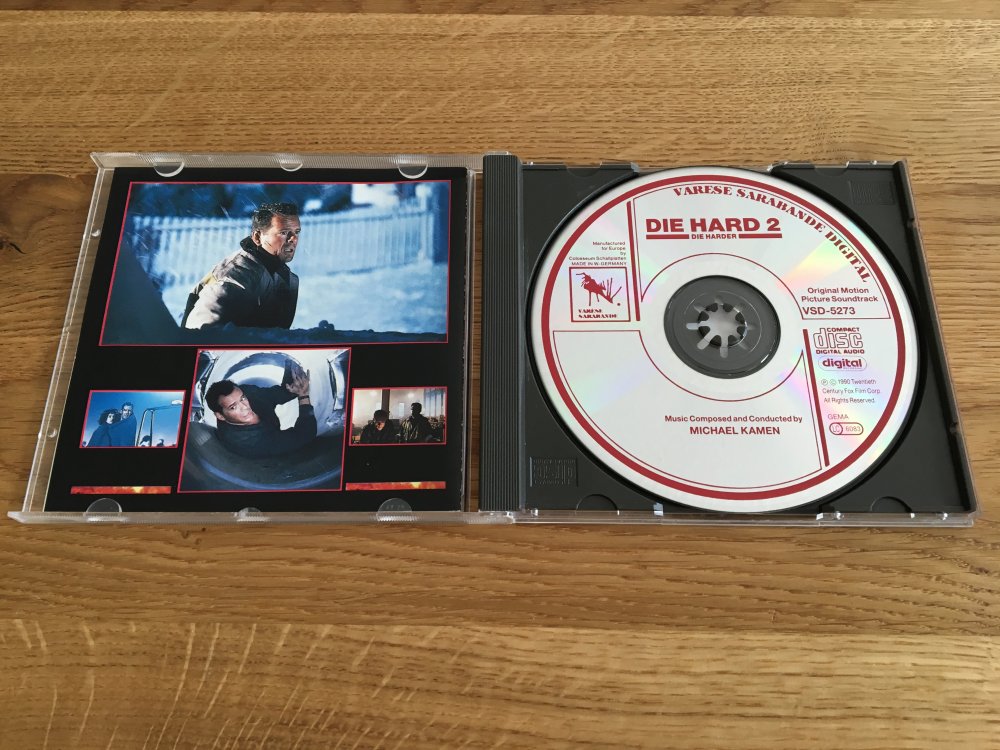 VARESE SARABANDE DIGITAL
DIE HARD 2
DIE HARDER
Manufactured
for Europe
by
Colosseum Schallplatten
MADE IN W.-GERMANY
VARESE
SARABANDE
Original Motion
Picture Soundtrack
VSD-5273
COMPACT
disc
DIGITAL AUDIO
digital
℗ © 1990 Twentieth
Century Fox Film Corp.
All Rights Reserved.
GEMA
LC 6083
Music Composed and Conducted by
MICHAEL KAMEN